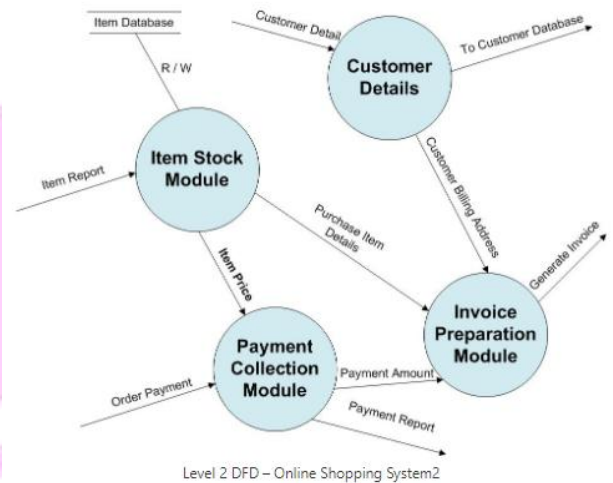 Item Database
R / W
Customer Detail
To Customer Database
Customer
Details
Item Stock
Module
Item Report
Customer Billing Address
Purchase Item
Details
Generate Invoice
Item Price
Invoice
Preparation
Module
Payment
Collection
Module
Payment Amount
Order Payment
Payment Report
Level 2 DFD – Online Shopping System2